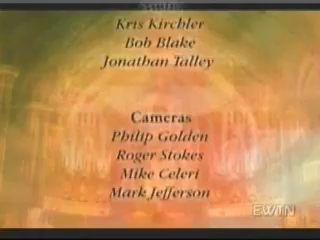 Kris Kirchler
Bob Blake
Jonathan Talley
Cameras
Philip Golden
Roger Stokes
Mike Celeri
Mark Jefferson
EWTN